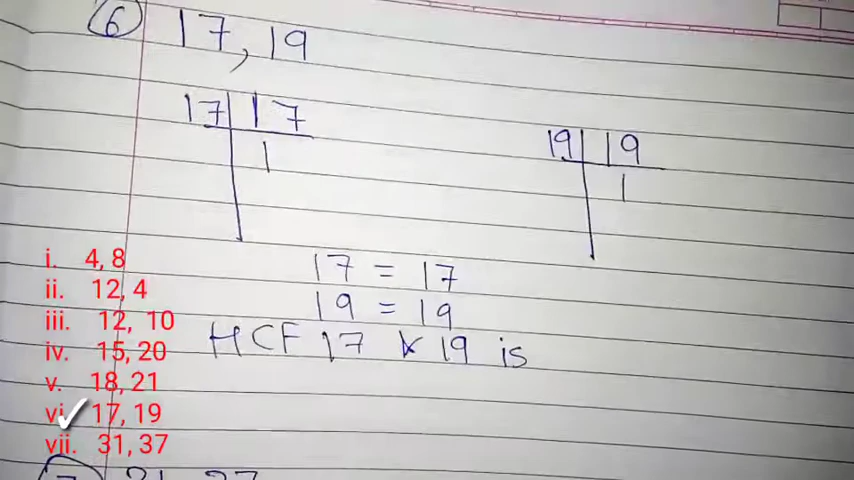 6 17, 19
17 17
1
19 19
1
17 = 17
19 = 19
HCF 17 & 19 is
i. 4, 8
ii. 12, 4
iii. 12, 10
iv. 15, 20
v. 18, 21
vi. 17, 19
vii. 31, 37